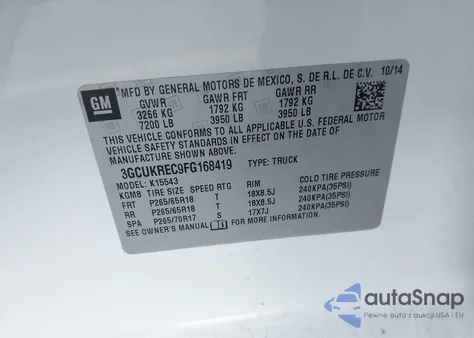 GM
MFD BY GENERAL MOTORS DE MEXICO, S. DE R.L. DE C.V. 10/14
GVWR GAWR FRT GAWR RR
3266 KG 1792 KG 1792 KG
7200 LB 3950 LB 3950 LB
THIS VEHICLE CONFORMS TO ALL APPLICABLE U.S. FEDERAL MOTOR
VEHICLE SAFETY STANDARDS IN EFFECT ON THE DATE OF
MANUFACTURE SHOWN ABOVE.
3GCUKREC9FG168419 TYPE: TRUCK
MODEL: K15543
KGM8 TIRE SIZE SPEED RTG RIM COLD TIRE PRESSURE
FRT P265/65R18 T 18X8.5J 240KPA(35PSI)
RR P265/65R18 T 18X8.5J 240KPA(35PSI)
SPA P265/70R17 S 17X7J 240KPA(35PSI)
SEE OWNER'S MANUAL FOR MORE INFORMATION.
autoSnap
Pewne auta z aukcji USA i EU